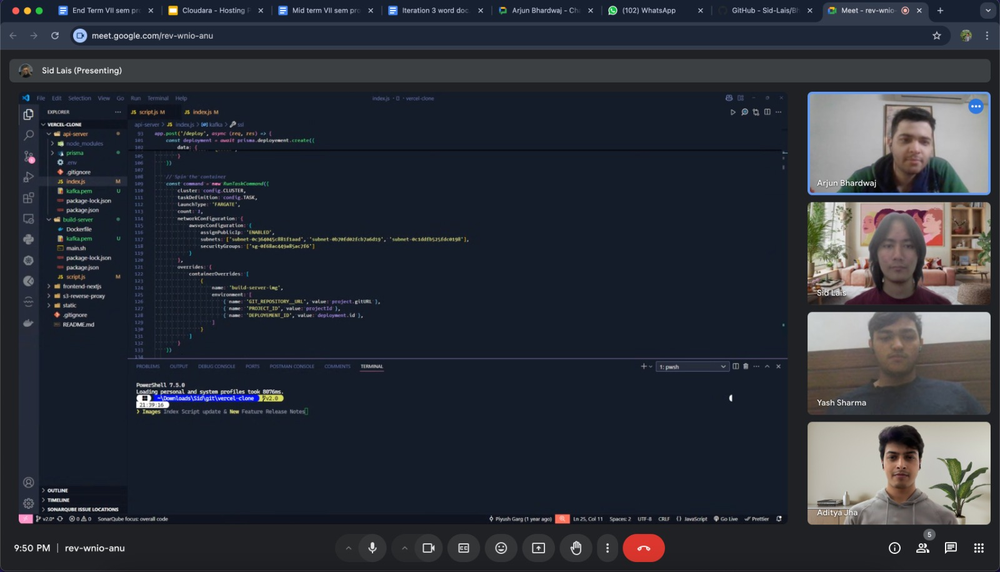 End Term VII sem pr
Cloudara - Hosting P
Mid term VII sem pro
Iteration 3 word doc.
Arjun Bhardwaj - Cha
(102) WhatsApp
GitHub - Sid-Lais/Bh
Meet - rev-wnio-
meet.google.com/rev-wnio-anu
Sid Lais (Presenting)
File Edit Selection View Go Run Terminal Help
index.js - vercel-clone
EXPLORER
VERCEL-CLONE
api-server
node_modules
prisma
.env
.gitignore
index.js M
kafka.pem U
package-lock.json
package.json
build-server
Dockerfile
kafka.pem U
main.sh
package-lock.json
package.json
script.js M
frontend-nextjs
s3-reverse-proxy
static
.gitignore
README.md
OUTLINE
TIMELINE
SONARQUBE ISSUE LOCATIONS
JS script.js M JS index.js M
api-server > JS index.js > kafka > ssl
93 app.post('/deploy', async (req, res) => {
101 const deployment = await prisma.deployement.create({
102 data: {
105 }
106 })
107
108 // Spin the container
109 const command = new RunTaskCommand({
110 cluster: config.CLUSTER,
111 taskDefinition: config.TASK,
112 launchType: 'FARGATE',
113 count: 1,
114 networkConfiguration: {
115 awsvpcConfiguration: {
116 assignPublicIp: 'ENABLED',
117 subnets: ['subnet-0c364045c881f1aad', 'subnet-0b70fd02fcb7a6d19', 'subnet-0c1ddfb525fdc0198'],
118 securityGroups: ['sg-0f68ac449a85ac7f6']
119 }
120 },
121 overrides: {
122 containerOverrides: [
123 {
124 name: 'build-server-img',
125 environment: [
126 { name: 'GIT_REPOSITORY__URL', value: project.gitURL },
127 { name: 'PROJECT_ID', value: projectId },
128 { name: 'DEPLOYEMENT_ID', value: deployment.id },
129 ]
130 }
131 ]
132 }
133 })
134
PROBLEMS OUTPUT DEBUG CONSOLE PORTS POSTMAN CONSOLE COMMENTS TERMINAL
1: pwsh
PowerShell 7.5.0
Loading personal and system profiles took 8076ms.
~\Downloads\Sid\git\vercel-clone v2.0
21:39:16
> Images Index Script update & New Feature Release Notes
v2.0* 0 0 SonarQube focus: overall code
Piyush Garg (1 year ago) Ln 25, Col 11 Spaces: 2 UTF-8 CRLF {} JavaScript Go Live Prettier
Arjun Bhardwaj
Sid Lais
Yash Sharma
Aditya Jha
9:50 PM | rev-wnio-anu
CC
5